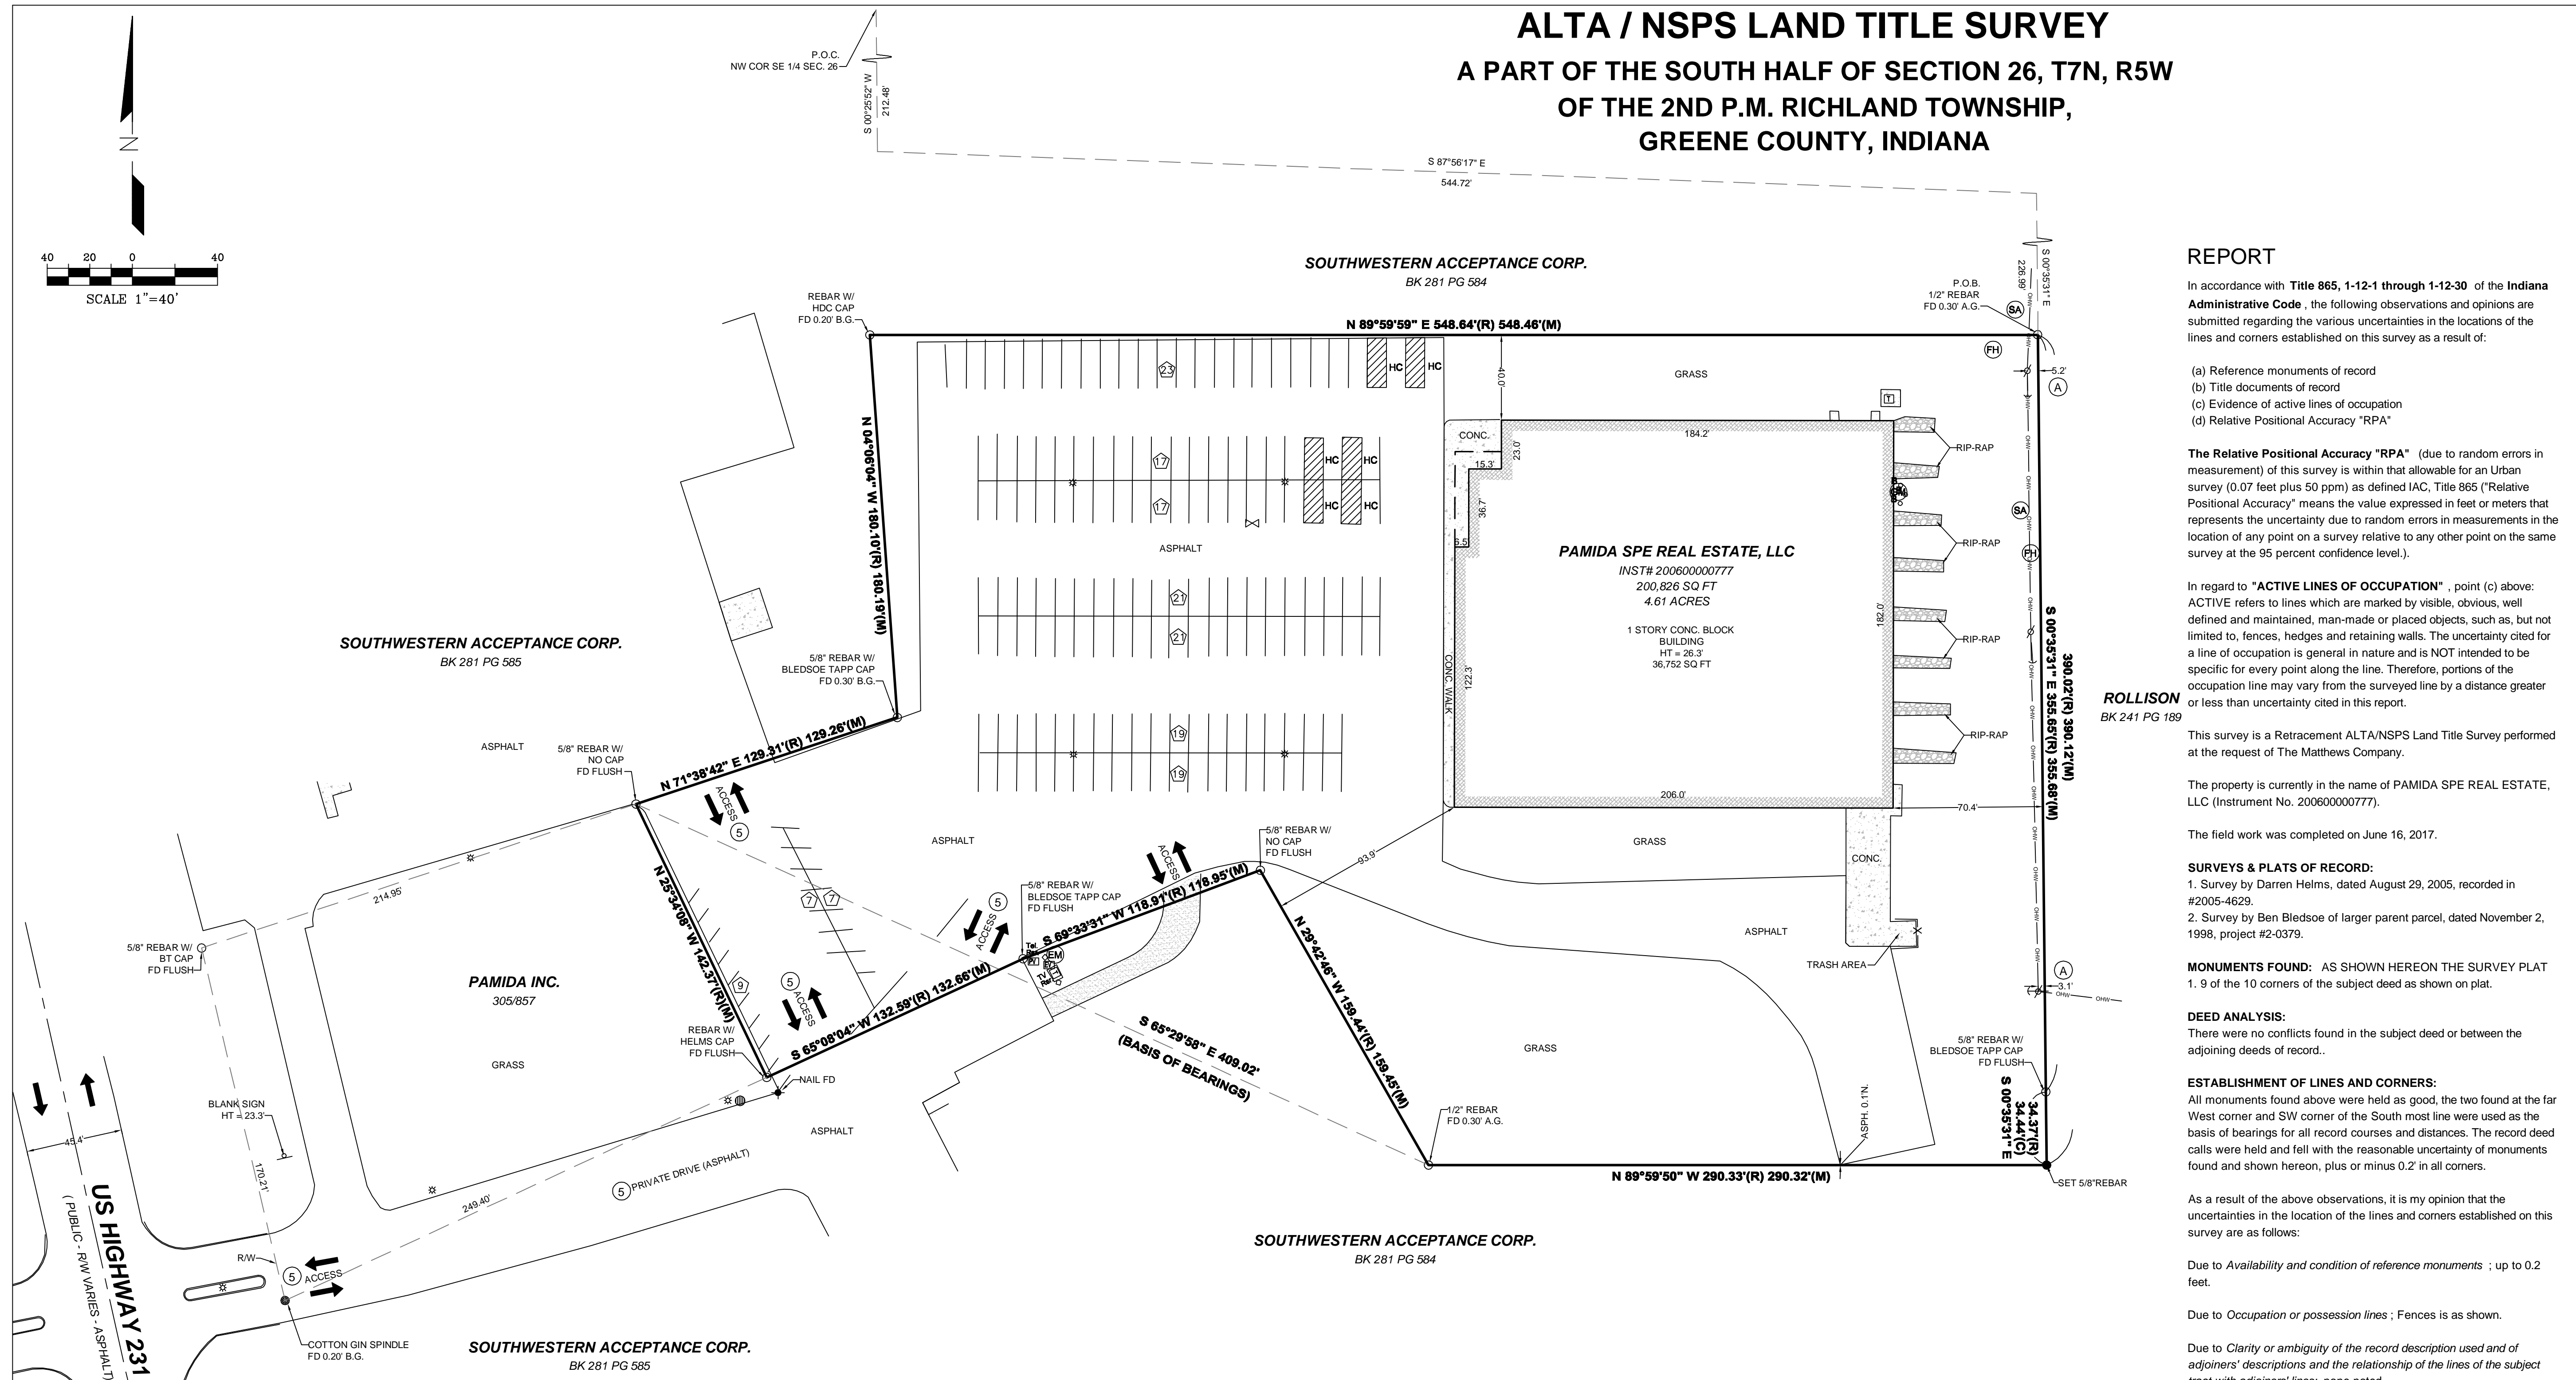 ALTA / NSPS LAND TITLE SURVEY
A PART OF THE SOUTH HALF OF SECTION 26, T7N, R5W
OF THE 2ND P.M. RICHLAND TOWNSHIP,
GREENE COUNTY, INDIANA
P.O.C.
NW COR SE 1/4 SEC. 26
S 00°25'52" W
212.48'
S 87°56'17" E
544.72'
S 00°35'31" E
226.99'
N
40 20 0 40
SCALE 1"=40'
SOUTHWESTERN ACCEPTANCE CORP.
BK 281 PG 584
REBAR W/
HDC CAP
FD 0.20' B.G.
P.O.B.
1/2" REBAR
FD 0.30' A.G.
SA
N 89°59'59" E 548.64'(R) 548.46'(M)
FH
5.2'
A
GRASS
40.0'
23
HC
HC
T
CONC.
184.2'
23.0'
15.3'
RIP-RAP
17
HC
HC
17
HC
HC
36.7'
6.5'
SA
FH
RIP-RAP
ASPHALT
N 04°06'04" W 180.10'(R) 180.19'(M)
PAMIDA SPE REAL ESTATE, LLC
INST# 200600000777
200,826 SQ FT
4.61 ACRES
1 STORY CONC. BLOCK
BUILDING
HT = 26.3'
36,752 SQ FT
182.0'
21
21
RIP-RAP
SOUTHWESTERN ACCEPTANCE CORP.
BK 281 PG 585
5/8" REBAR W/
BLEDSOE TAPP CAP
FD 0.30' B.G.
CONC. WALK
122.3'
390.02'(R) 390.12'(M)
S 00°35'31" E 355.65'(R) 355.68'(M)
ROLLISON
BK 241 PG 189
19
19
RIP-RAP
206.0'
70.4'
ASPHALT
5/8" REBAR W/
NO CAP
FD FLUSH
N 71°38'42" E 129.31'(R) 129.26'(M)
ACCESS
5
ASPHALT
5/8" REBAR W/
NO CAP
FD FLUSH
ACCESS
93.9'
GRASS
CONC.
214.95'
N 25°34'08" W 142.37'(R)(M)
7
7
5/8" REBAR W/
BLEDSOE TAPP CAP
FD FLUSH
S 69°33'31" W 118.91'(R) 118.95'(M)
ACCESS
5
Tel.
EM
5/8" REBAR W/
BT CAP
FD FLUSH
PAMIDA INC.
305/857
GRASS
9
5
ACCESS
S 65°08'04" W 132.59'(R) 132.66'(M)
REBAR W/
HELMS CAP
FD FLUSH
NAIL FD
N 29°42'46" W 159.44'(R) 159.45'(M)
S 65°29'58" E 409.02'
(BASIS OF BEARINGS)
ASPHALT
TRASH AREA
A
3.1'
OHW
OHW
GRASS
5/8" REBAR W/
BLEDSOE TAPP CAP
FD FLUSH
34.37'(R)
34.44'(C)
S 00°35'31" E
1/2" REBAR
FD 0.30' A.G.
ASPH. 0.1'N.
N 89°59'50" W 290.33'(R) 290.32'(M)
SET 5/8"REBAR
BLANK SIGN
HT = 23.3'
45.4'
170.21'
249.40'
ASPHALT
5 PRIVATE DRIVE (ASPHALT)
US HIGHWAY 231
( PUBLIC - R/W VARIES - ASPHALT)
R/W
5
ACCESS
COTTON GIN SPINDLE
FD 0.20' B.G.
SOUTHWESTERN ACCEPTANCE CORP.
BK 281 PG 585
SOUTHWESTERN ACCEPTANCE CORP.
BK 281 PG 584
REPORT
In accordance with Title 865, 1-12-1 through 1-12-30 of the Indiana
Administrative Code , the following observations and opinions are
submitted regarding the various uncertainties in the locations of the
lines and corners established on this survey as a result of:
(a) Reference monuments of record
(b) Title documents of record
(c) Evidence of active lines of occupation
(d) Relative Positional Accuracy "RPA"
The Relative Positional Accuracy "RPA" (due to random errors in
measurement) of this survey is within that allowable for an Urban
survey (0.07 feet plus 50 ppm) as defined IAC, Title 865 ("Relative
Positional Accuracy" means the value expressed in feet or meters that
represents the uncertainty due to random errors in measurements in the
location of any point on a survey relative to any other point on the same
survey at the 95 percent confidence level.).
In regard to "ACTIVE LINES OF OCCUPATION" , point (c) above:
ACTIVE refers to lines which are marked by visible, obvious, well
defined and maintained, man-made or placed objects, such as, but not
limited to, fences, hedges and retaining walls. The uncertainty cited for
a line of occupation is general in nature and is NOT intended to be
specific for every point along the line. Therefore, portions of the
occupation line may vary from the surveyed line by a distance greater
or less than uncertainty cited in this report.
This survey is a Retracement ALTA/NSPS Land Title Survey performed
at the request of The Matthews Company.
The property is currently in the name of PAMIDA SPE REAL ESTATE,
LLC (Instrument No. 200600000777).
The field work was completed on June 16, 2017.
SURVEYS & PLATS OF RECORD:
1. Survey by Darren Helms, dated August 29, 2005, recorded in
#2005-4629.
2. Survey by Ben Bledsoe of larger parent parcel, dated November 2,
1998, project #2-0379.
MONUMENTS FOUND: AS SHOWN HEREON THE SURVEY PLAT
1. 9 of the 10 corners of the subject deed as shown on plat.
DEED ANALYSIS:
There were no conflicts found in the subject deed or between the
adjoining deeds of record..
ESTABLISHMENT OF LINES AND CORNERS:
All monuments found above were held as good, the two found at the far
West corner and SW corner of the South most line were used as the
basis of bearings for all record courses and distances. The record deed
calls were held and fell with the reasonable uncertainty of monuments
found and shown hereon, plus or minus 0.2' in all corners.
As a result of the above observations, it is my opinion that the
uncertainties in the location of the lines and corners established on this
survey are as follows:
Due to Availability and condition of reference monuments ; up to 0.2
feet.
Due to Occupation or possession lines ; Fences is as shown.
Due to Clarity or ambiguity of the record description used and of
adjoiners' descriptions and the relationship of the lines of the subject